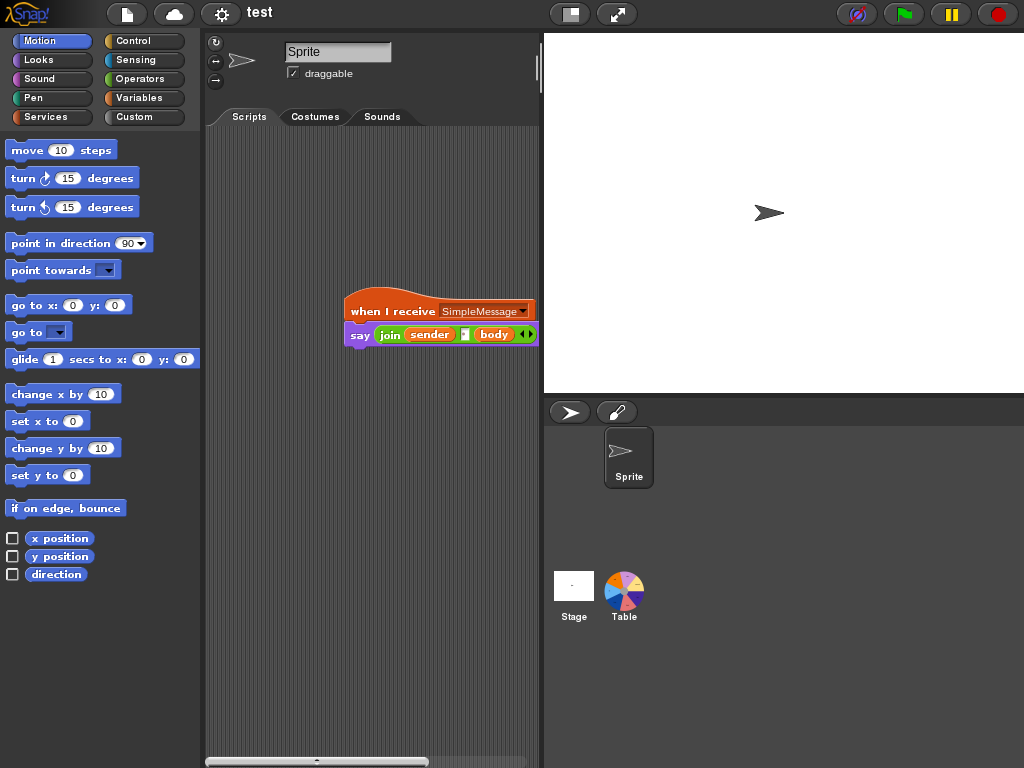 Snap!
test
Motion
Control
Looks
Sensing
Sound
Operators
Pen
Variables
Services
Custom
move 10 steps
turn 15 degrees
turn 15 degrees
point in direction 90
point towards
go to x: 0 y: 0
go to
glide 1 secs to x: 0 y: 0
change x by 10
set x to 0
change y by 10
set y to 0
if on edge, bounce
x position
y position
direction
Sprite
draggable
Scripts
Costumes
Sounds
when I receive SimpleMessage
say join sender body
Sprite
Stage
Table